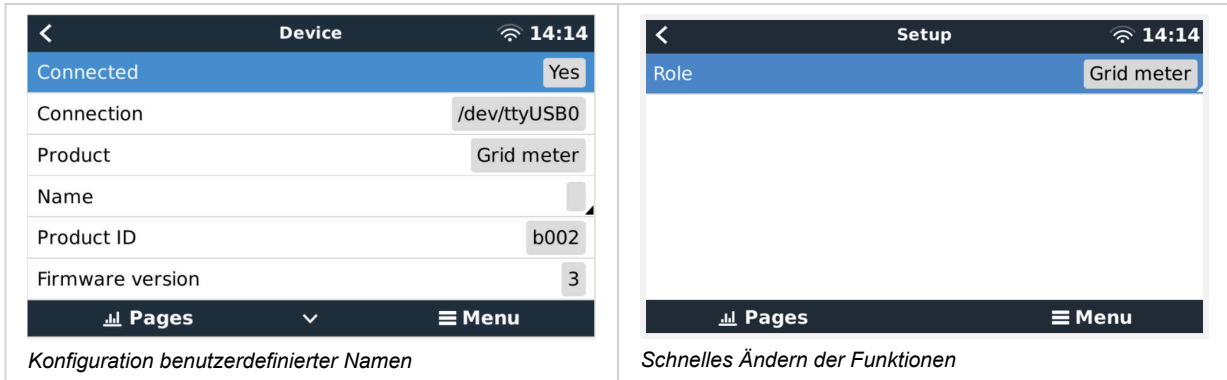 Device 14:14
Connected Yes
Connection /dev/ttyUSB0
Product Grid meter
Name
Product ID b002
Firmware version 3
Pages Menu
Konfiguration benutzerdefinierter Namen
Setup 14:14
Role Grid meter
Pages Menu
Schnelles Ändern der Funktionen